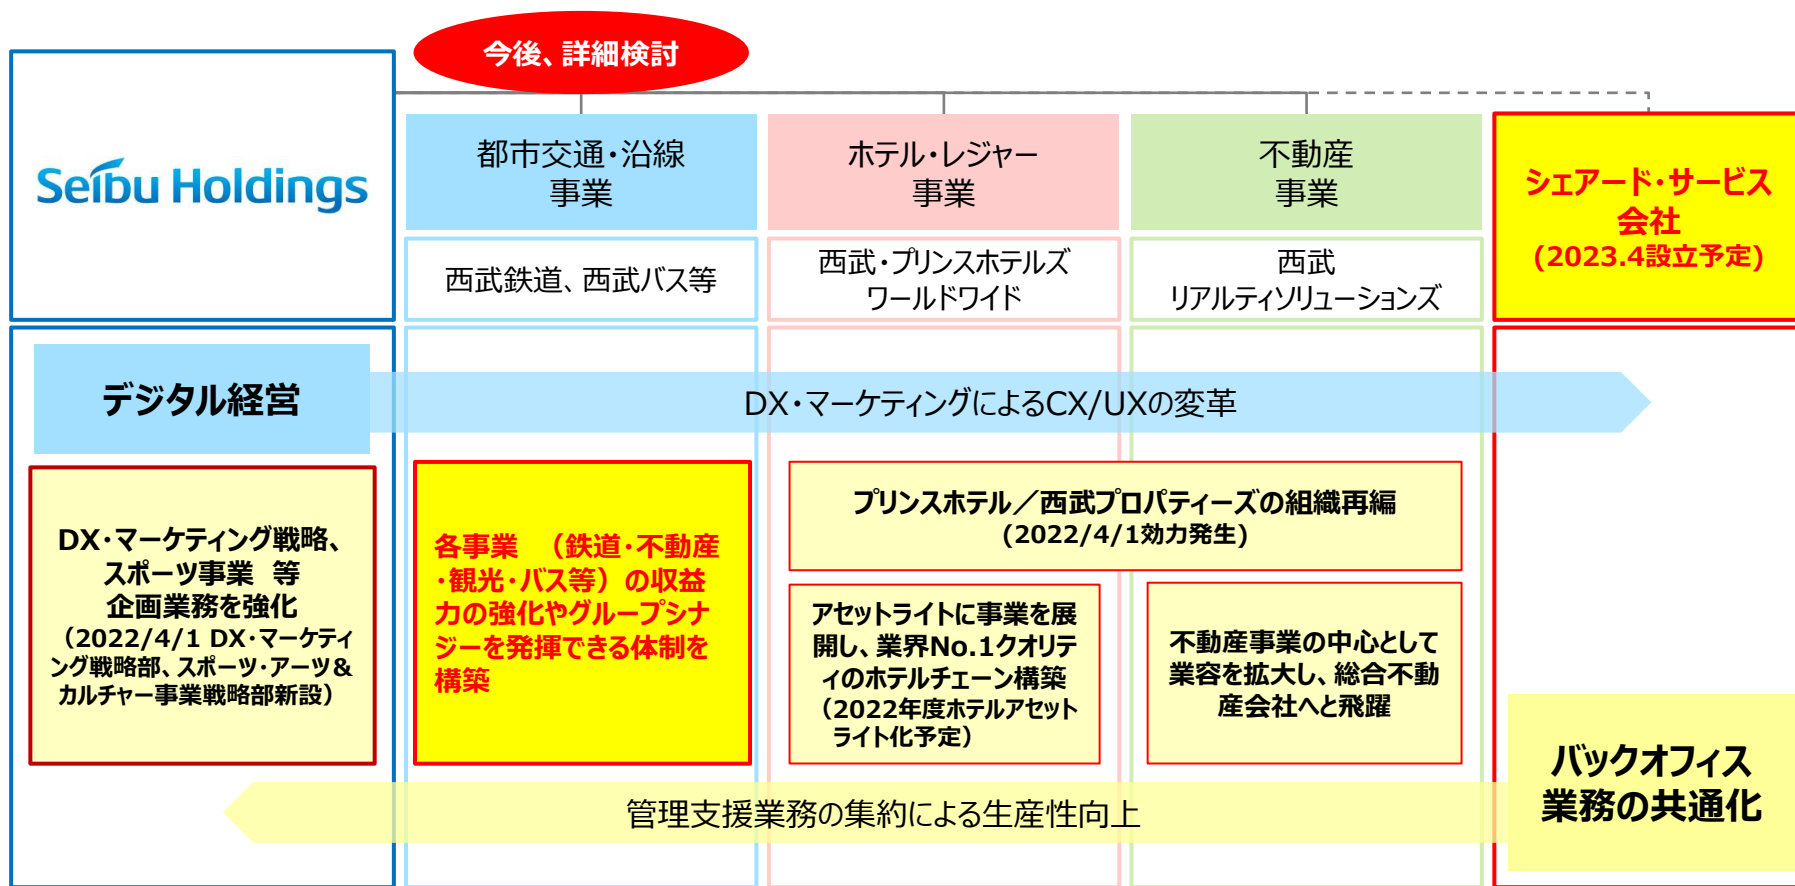 今後、詳細検討
Seibu Holdings
都市交通・沿線
事業
ホテル・レジャー
事業
不動産
事業
シェアード・サービス
会社
(2023.4設立予定)
西武鉄道、西武バス等
西武・プリンスホテルズ
ワールドワイド
西武
リアルティソリューションズ
デジタル経営
DX・マーケティングによるCX/UXの変革
DX・マーケティング戦略、
スポーツ事業 等
企画業務を強化
（2022/4/1 DX・マーケティ
ング戦略部、スポーツ・アーツ&
カルチャー事業戦略部新設）
各事業 （鉄道・不動産
・観光・バス等）の収益
力の強化やグループシナ
ジーを発揮できる体制を
構築
プリンスホテル／西武プロパティーズの組織再編
(2022/4/1効力発生)
アセットライトに事業を展
開し、業界No.1クオリテ
ィのホテルチェーン構築
（2022年度ホテルアセット
ライト化予定）
不動産事業の中心として
業容を拡大し、総合不動
産会社へと飛躍
バックオフィス
業務の共通化
管理支援業務の集約による生産性向上